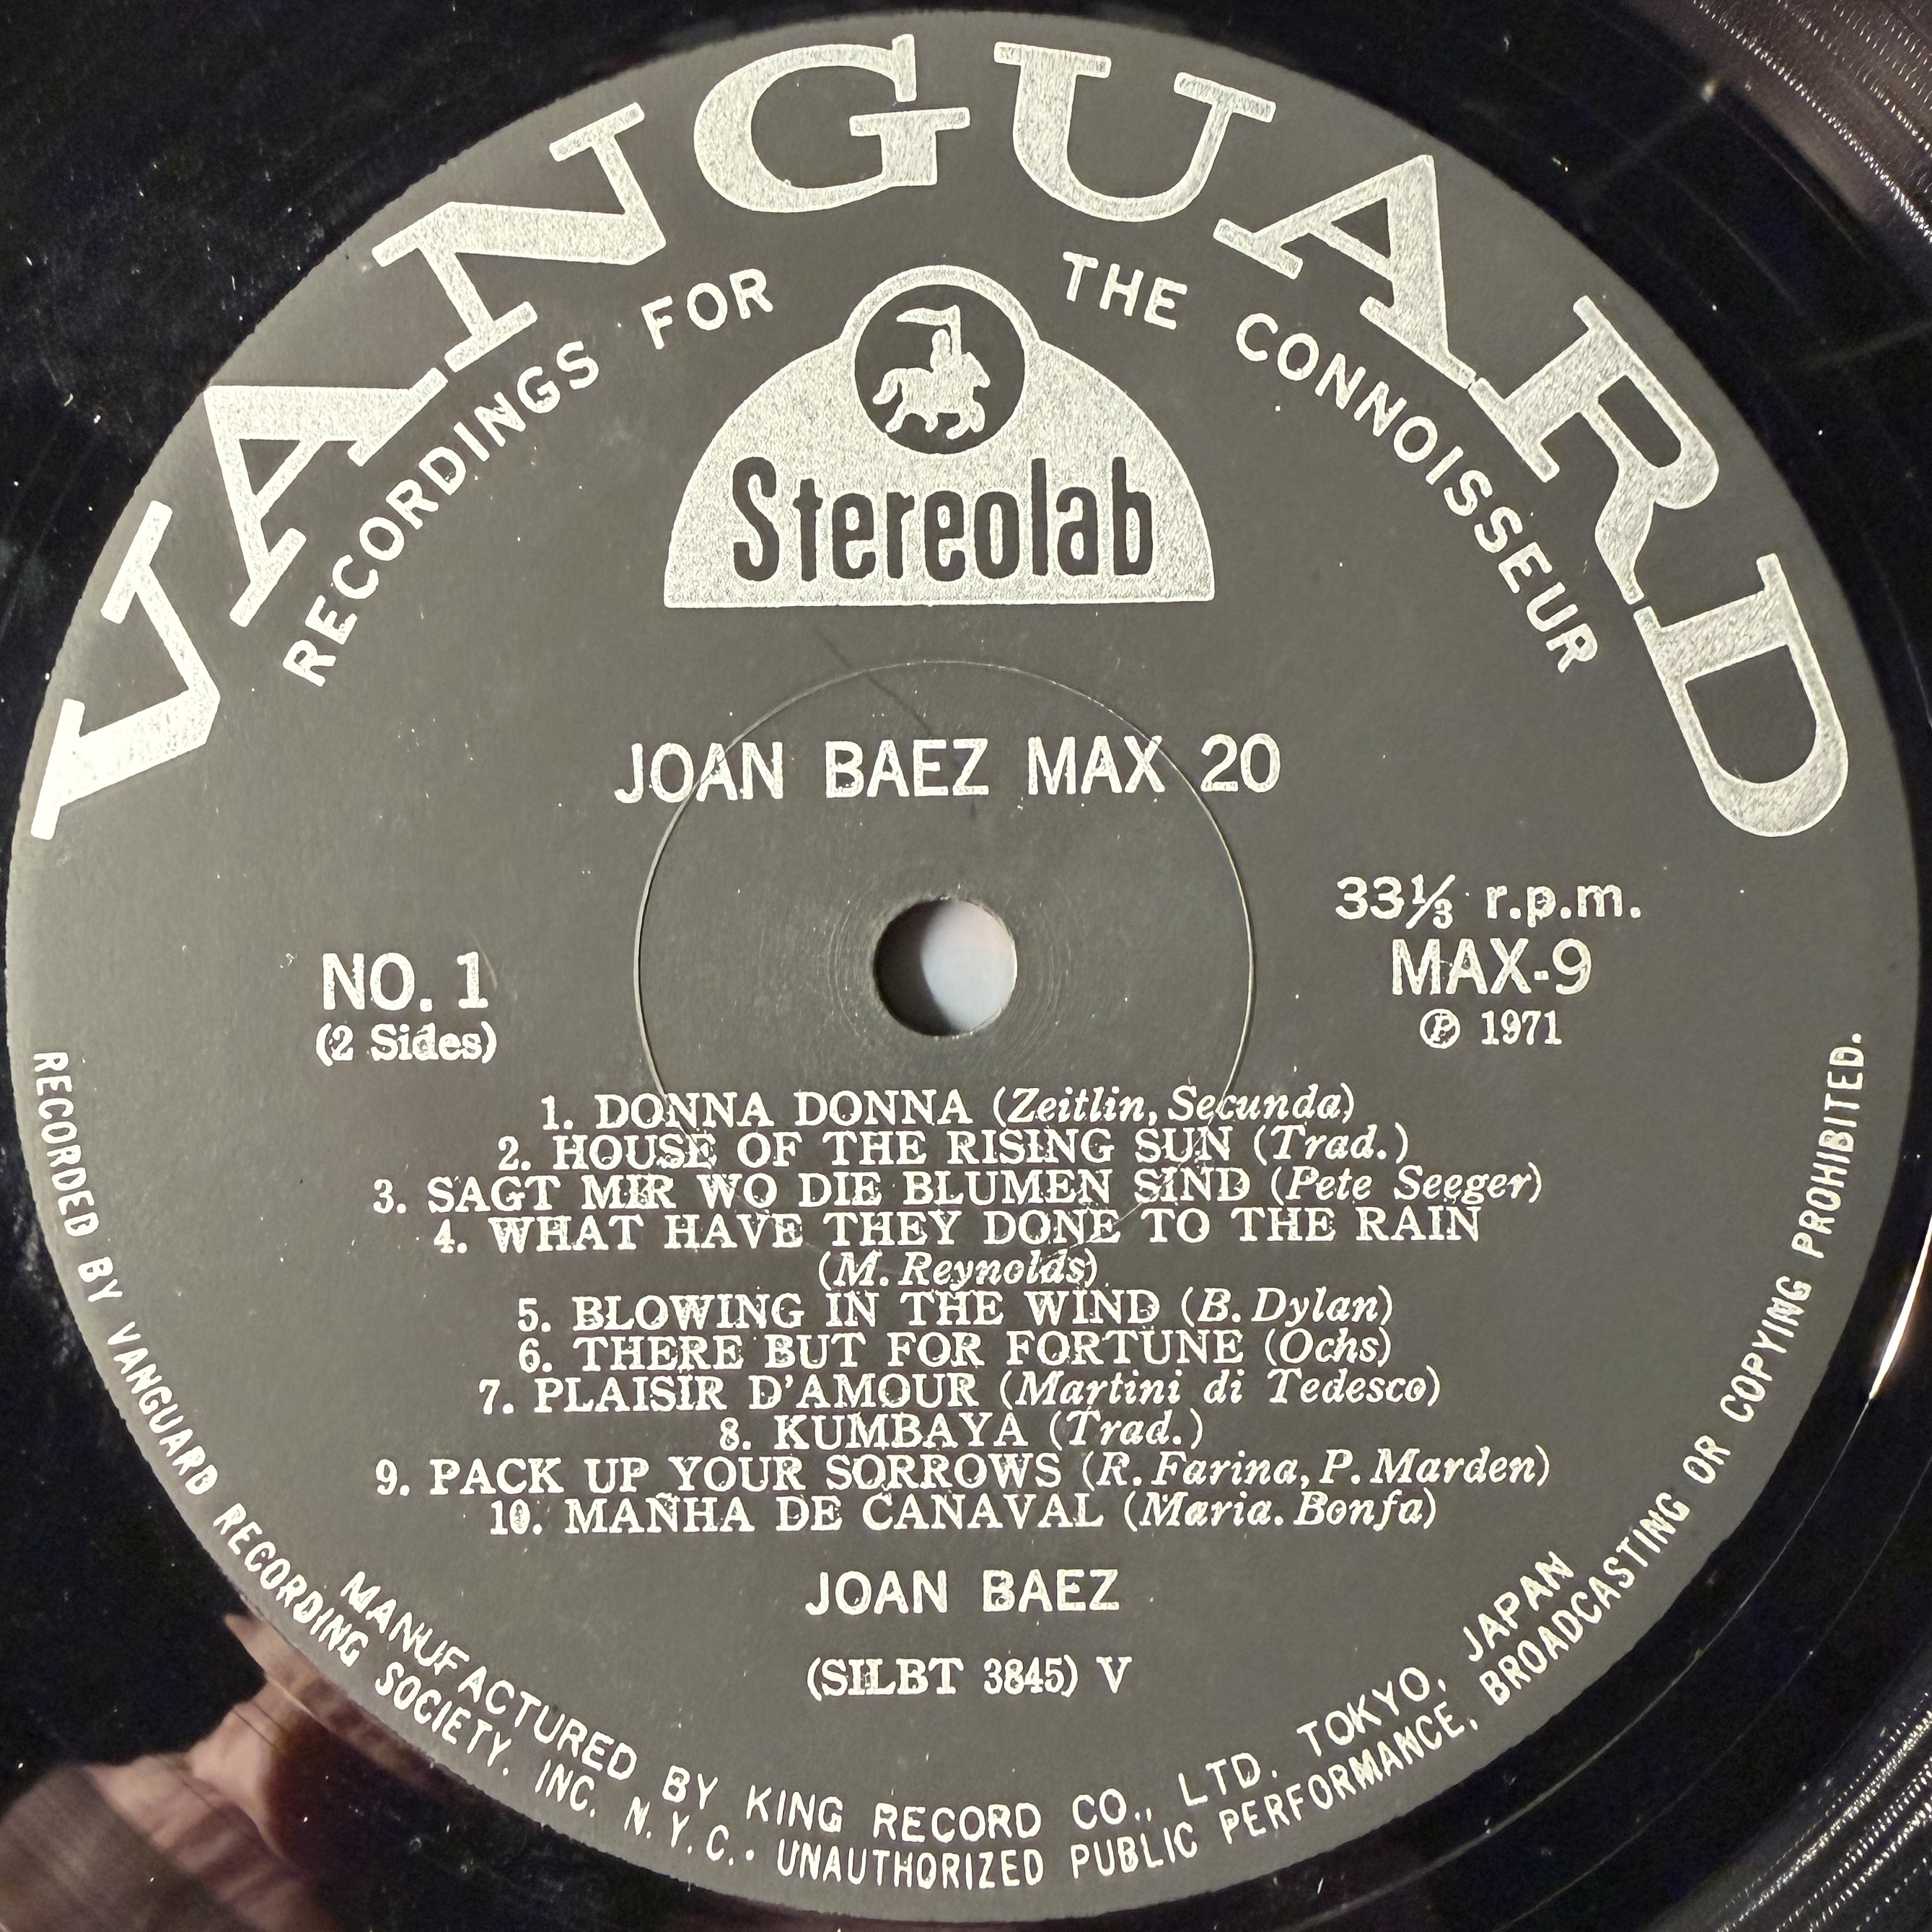 VANGUARD
RECORDINGS FOR THE CONNOISSEUR
Stereolab
JOAN BAEZ MAX 20
33⅓ r.p.m.
MAX-9
℗ 1971
NO. 1
(2 Sides)
1. DONNA DONNA (Zeitlin, Secunda)
2. HOUSE OF THE RISING SUN (Trad.)
3. SAGT MIR WO DIE BLUMEN SIND (Pete Seeger)
4. WHAT HAVE THEY DONE TO THE RAIN
(M. Reynolds)
5. BLOWING IN THE WIND (B. Dylan)
6. THERE BUT FOR FORTUNE (Ochs)
7. PLAISIR D'AMOUR (Martini di Tedesco)
8. KUMBAYA (Trad.)
9. PACK UP YOUR SORROWS (R. Farina, P. Marden)
10. MAÑHA DE CANAVAL (Maria. Bonfa)
JOAN BAEZ
(SILBT 3845) V
MANUFACTURED BY KING RECORD CO., LTD. TOKYO, JAPAN
RECORDED BY VANGUARD RECORDING SOCIETY. INC. N.Y.C. · UNAUTHORIZED PUBLIC PERFORMANCE, BROADCASTING OR COPYING PROHIBITED.